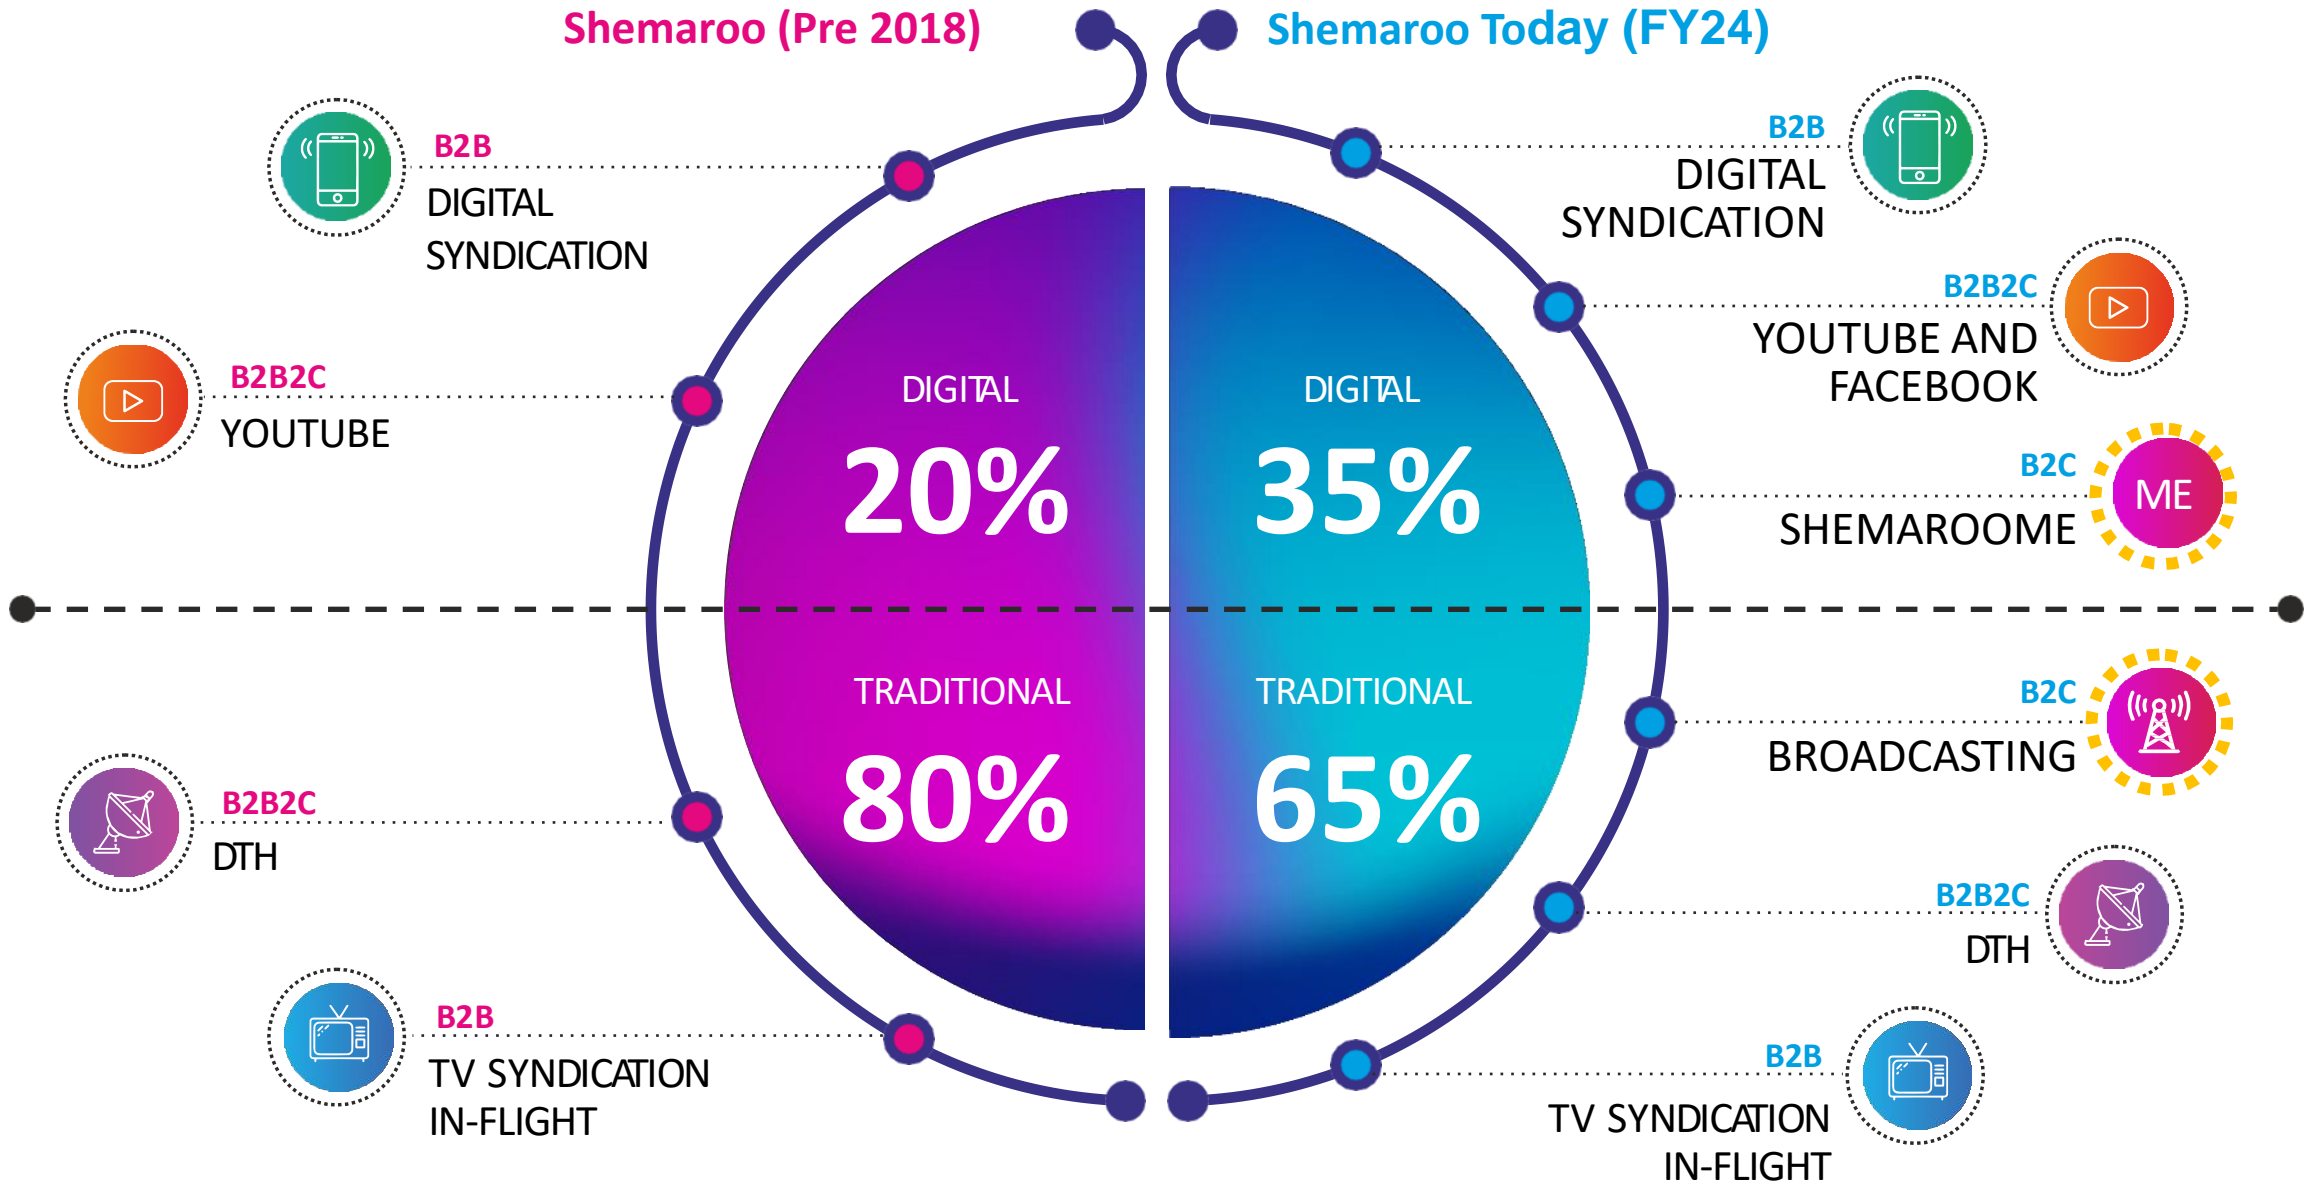 Shemaroo (Pre 2018)
B2B
DIGITAL
SYNDICATION
B2B2C
YOUTUBE
DIGITAL
20%
TRADITIONAL
80%
B2B2C
DTH
B2B
TV SYNDICATION
IN-FLIGHT
Shemaroo Today (FY24)
B2B
DIGITAL
SYNDICATION
B2B2C
YOUTUBE AND
FACEBOOK
B2C
SHEMAROOME
ME
DIGITAL
35%
TRADITIONAL
65%
B2C
BROADCASTING
B2B2C
DTH
B2B
TV SYNDICATION
IN-FLIGHT